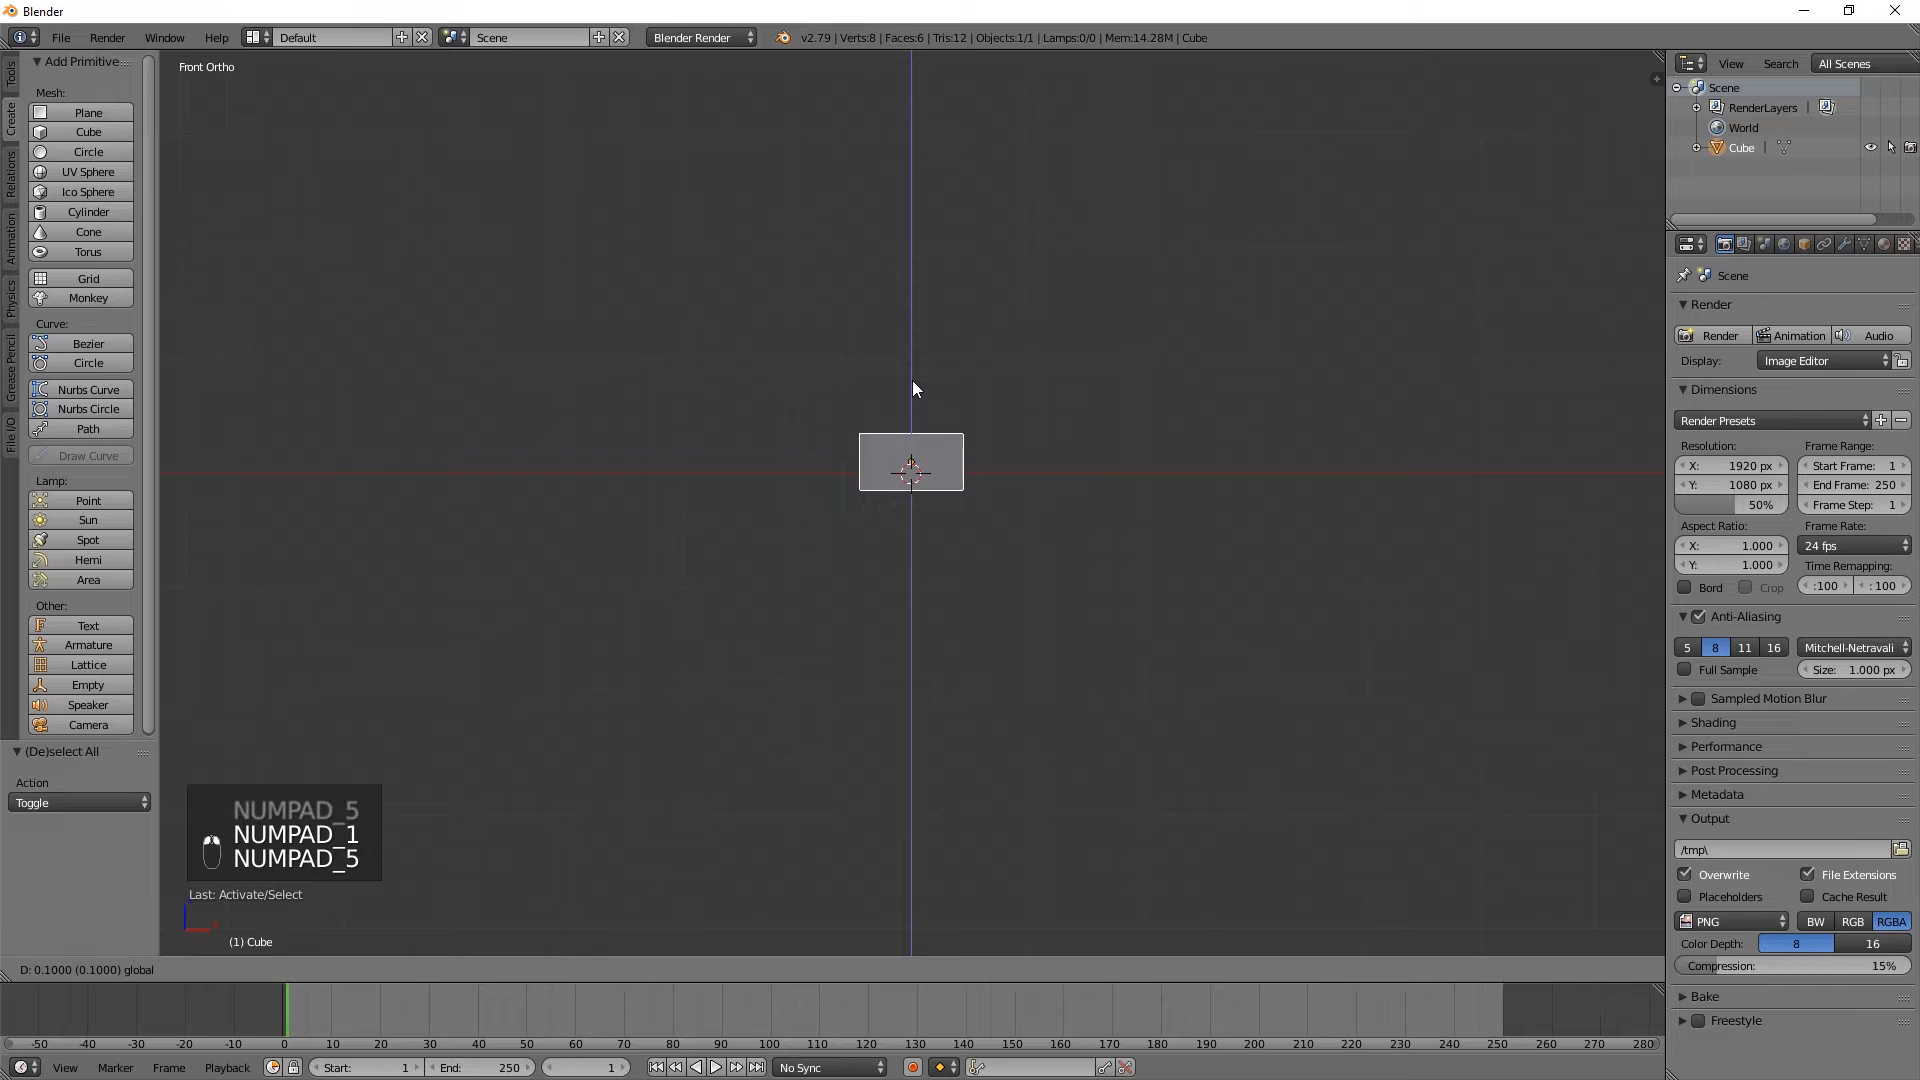 Blender
File Render Window Help Default Scene Blender Render v2.79 | Verts:8 | Faces:6 | Tris:12 | Objects:1/1 | Lamps:0/0 | Mem:14.28M | Cube
Tools
Create
Relations
Animation
Physics
Grease Pencil
File I/O
Add Primitive
Mesh:
Plane
Cube
Circle
UV Sphere
Ico Sphere
Cylinder
Cone
Torus
Grid
Monkey
Curve:
Bezier
Circle
Nurbs Curve
Nurbs Circle
Path
Draw Curve
Lamp:
Point
Sun
Spot
Hemi
Area
Other:
Text
Armature
Lattice
Empty
Speaker
Camera
(De)select All
Action
Toggle
Front Ortho
NUMPAD_5
NUMPAD_1
NUMPAD_5
Last: Activate/Select
(1) Cube
D: 0.1000 (0.1000) global
View Search All Scenes
Scene
RenderLayers |
World
Cube |
Scene
Render
Render Animation Audio
Display: Image Editor
Dimensions
Render Presets
Resolution: Frame Range:
X: 1920 px Start Frame: 1
Y: 1080 px End Frame: 250
50% Frame Step: 1
Aspect Ratio: Frame Rate:
X: 1.000 24 fps
Y: 1.000 Time Remapping:
Bord Crop :100 : 100
Anti-Aliasing
5 8 11 16 Mitchell-Netravali
Full Sample Size: 1.000 px
Sampled Motion Blur
Shading
Performance
Post Processing
Metadata
Output
/tmp\
Overwrite File Extensions
Placeholders Cache Result
PNG BW RGB RGBA
Color Depth: 8 16
Compression: 15%
Bake
Freestyle
-50 -40 -30 -20 -10 0 10 20 30 40 50 60 70 80 90 100 110 120 130 140 150 160 170 180 190 200 210 220 230 240 250 260 270 280
View Marker Frame Playback Start: 1 End: 250 1 No Sync